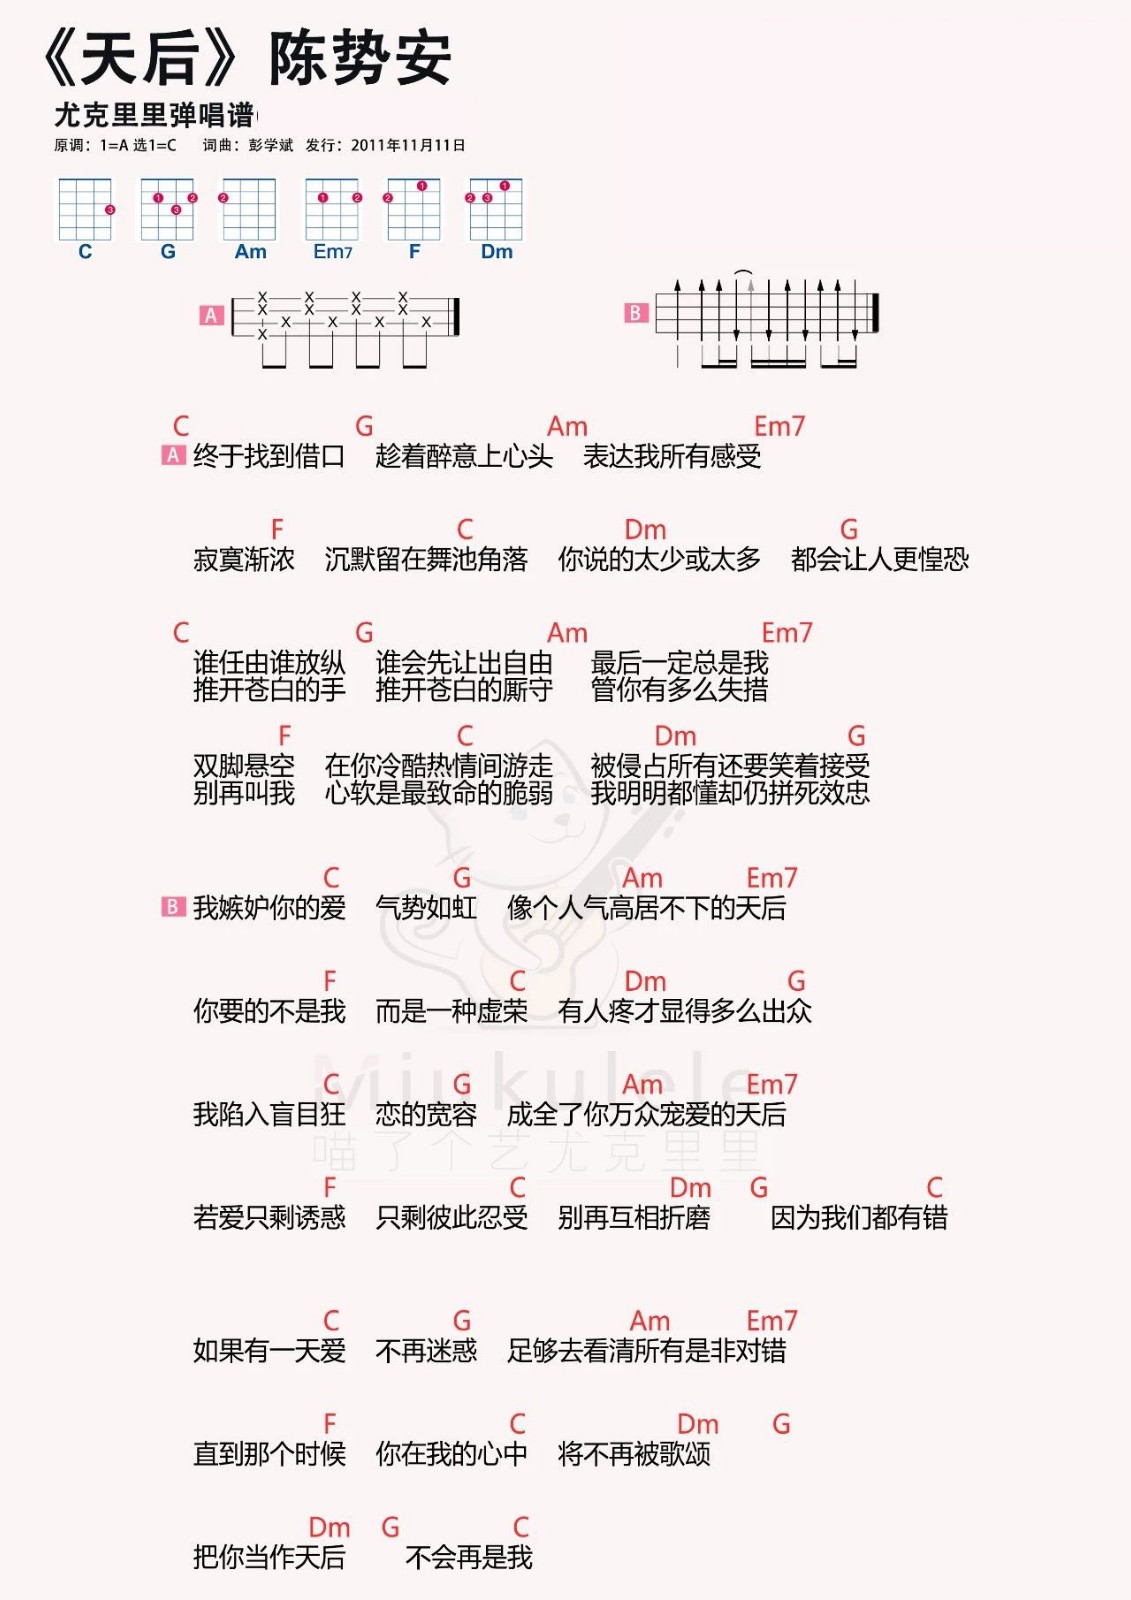 《天后》陈势安
尤克里里弹唱谱
原调：1=A 选1=C 词曲：彭学斌 发行：2011年11月11日
3 1 2 3 2 1 2 2 1 2 3 1
C G Am Em7 F Dm
A B
C G Am Em7
A 终于找到借口 趁着醉意上心头 表达我所有感受
F C Dm G
寂寞渐浓 沉默留在舞池角落 你说的太少或太多 都会让人更惶恐
C G Am Em7
谁任由谁放纵 谁会先让出自由 最后一定总是我
推开苍白的手 推开苍白的厮守 管你有多么失措
F C Dm G
双脚悬空 在你冷酷热情间游走 被侵占所有还要笑着接受
别再叫我 心软是最致命的脆弱 我明明都懂却仍拼死效忠
C G Am Em7
B 我嫉妒你的爱 气势如虹 像个人气高居不下的天后
F C Dm G
你要的不是我 而是一种虚荣 有人疼才显得多么出众
Miukulele
C G Am Em7
我陷入盲目狂 恋的宽容 成全了你万众宠爱的天后
喵了个艺尤克里里
F C Dm G C
若爱只剩诱惑 只剩彼此忍受 别再互相折磨 因为我们都有错
C G Am Em7
如果有一天爱 不再迷惑 足够去看清所有是非对错
F C Dm G
直到那个时候 你在我的心中 将不再被歌颂
Dm G C
把你当作天后 不会再是我